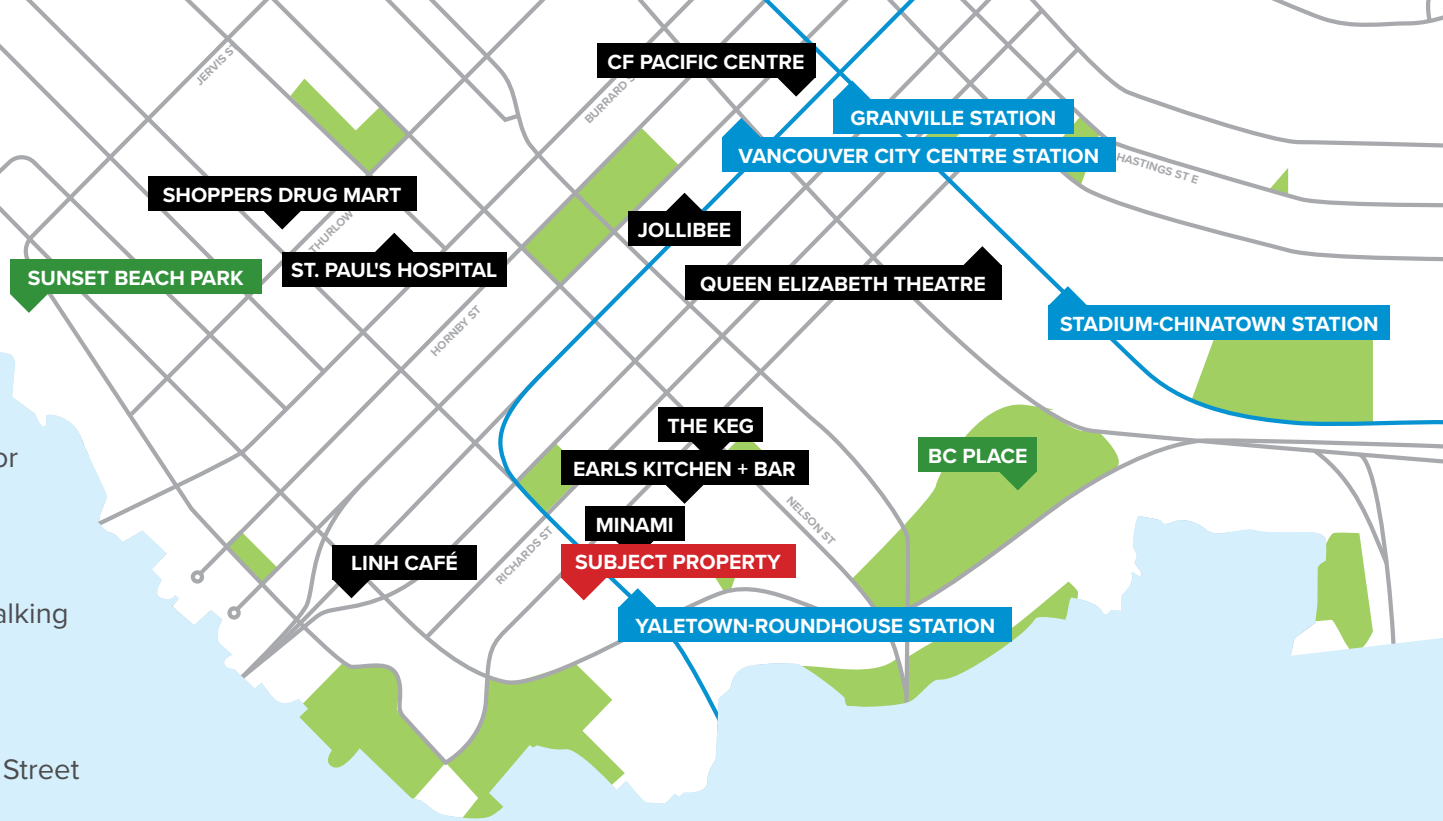 CF PACIFIC CENTRE
JERVIS S
BURRARD S
GRANVILLE STATION
VANCOUVER CITY CENTRE STATION
HASTINGS ST E
SHOPPERS DRUG MART
THURLOW
JOLLIBEE
ST. PAUL'S HOSPITAL
SUNSET BEACH PARK
QUEEN ELIZABETH THEATRE
STADIUM-CHINATOWN STATION
HORNBY ST
THE KEG
BC PLACE
or
EARLS KITCHEN + BAR
NELSON ST
MINAMI
RICHARDS ST
LINH CAFÉ
SUBJECT PROPERTY
alking
YALETOWN-ROUNDHOUSE STATION
Street